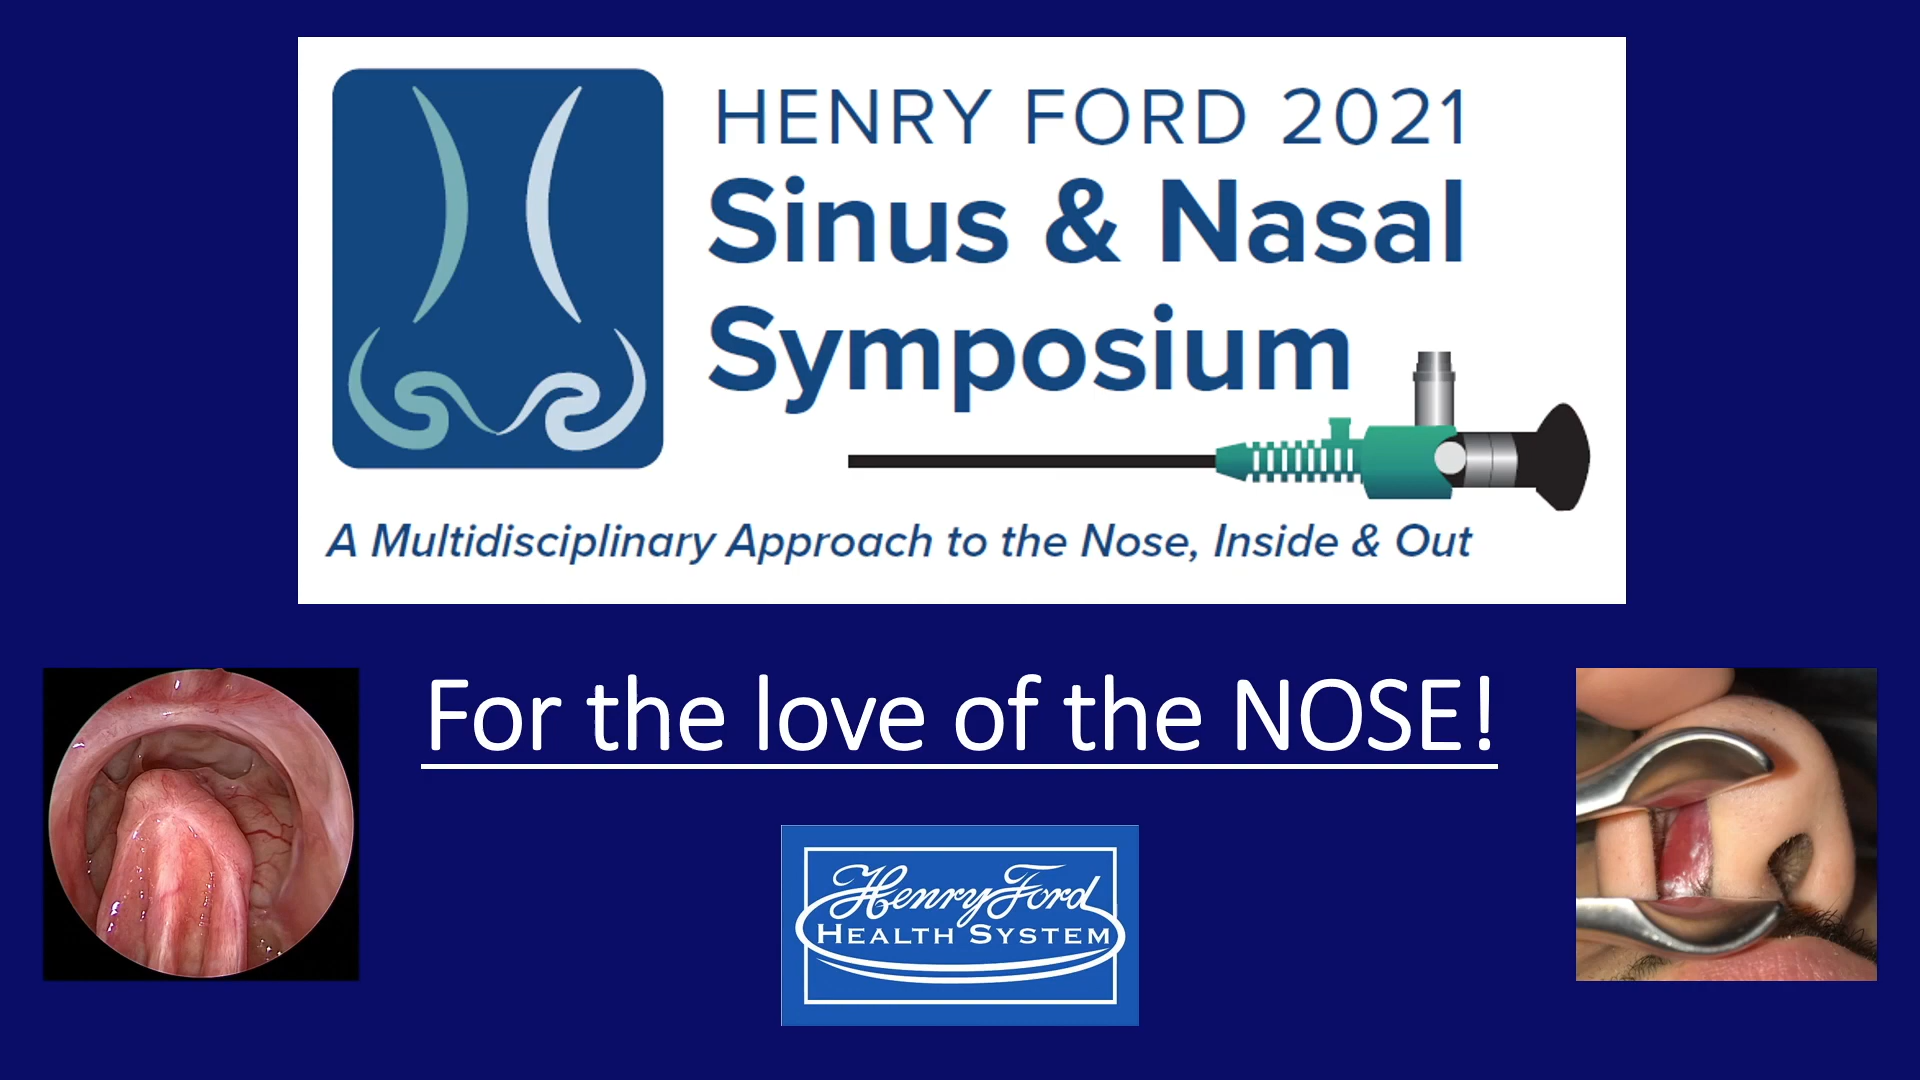 HENRY FORD 2021
Sinus & Nasal
Symposium
A Multidisciplinary Approach to the Nose, Inside & Out
For the love of the NOSE!
Henry Ford
HEALTH SYSTEM